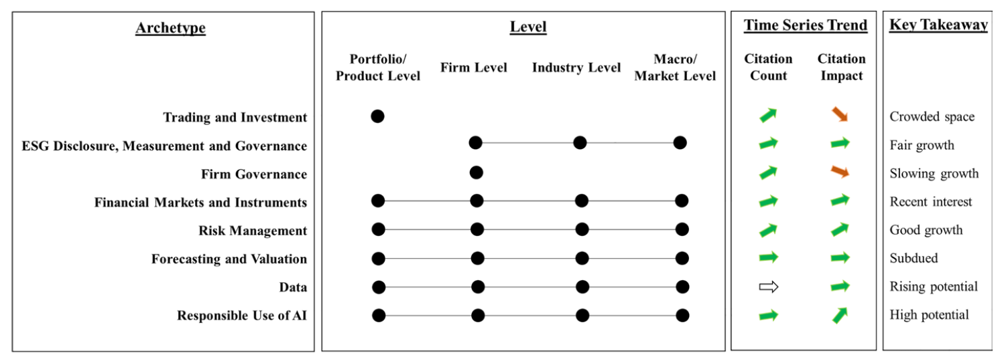 Archetype
Level
Time Series Trend
Key Takeaway
Portfolio/
Product Level
Firm Level
Industry Level
Macro/
Market Level
Citation
Count
Citation
Impact
Trading and Investment
Crowded space
ESG Disclosure, Measurement and Governance
Fair growth
Firm Governance
Slowing growth
Financial Markets and Instruments
Recent interest
Risk Management
Good growth
Forecasting and Valuation
Subdued
Data
Rising potential
Responsible Use of AI
High potential